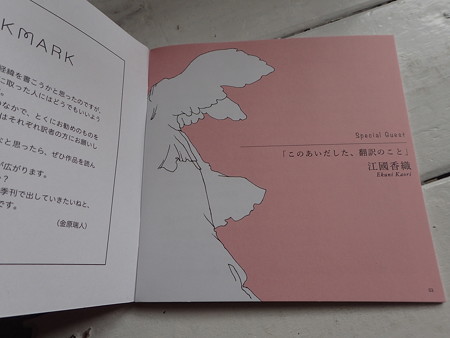 KMARK
経緯を書こうかと思ったのですが、
に取った人にはどうでもいいよう
なかで、とくにお勧めのものを
はそれぞれ訳者の方にお願いし
なと思ったら、ぜひ作品を読ん
が広がります。
？
季刊で出していきたいねと、
です。
（金原瑞人）
Special Guest
「このあいだした、翻訳のこと」
江國香織
Ekuni Kaori